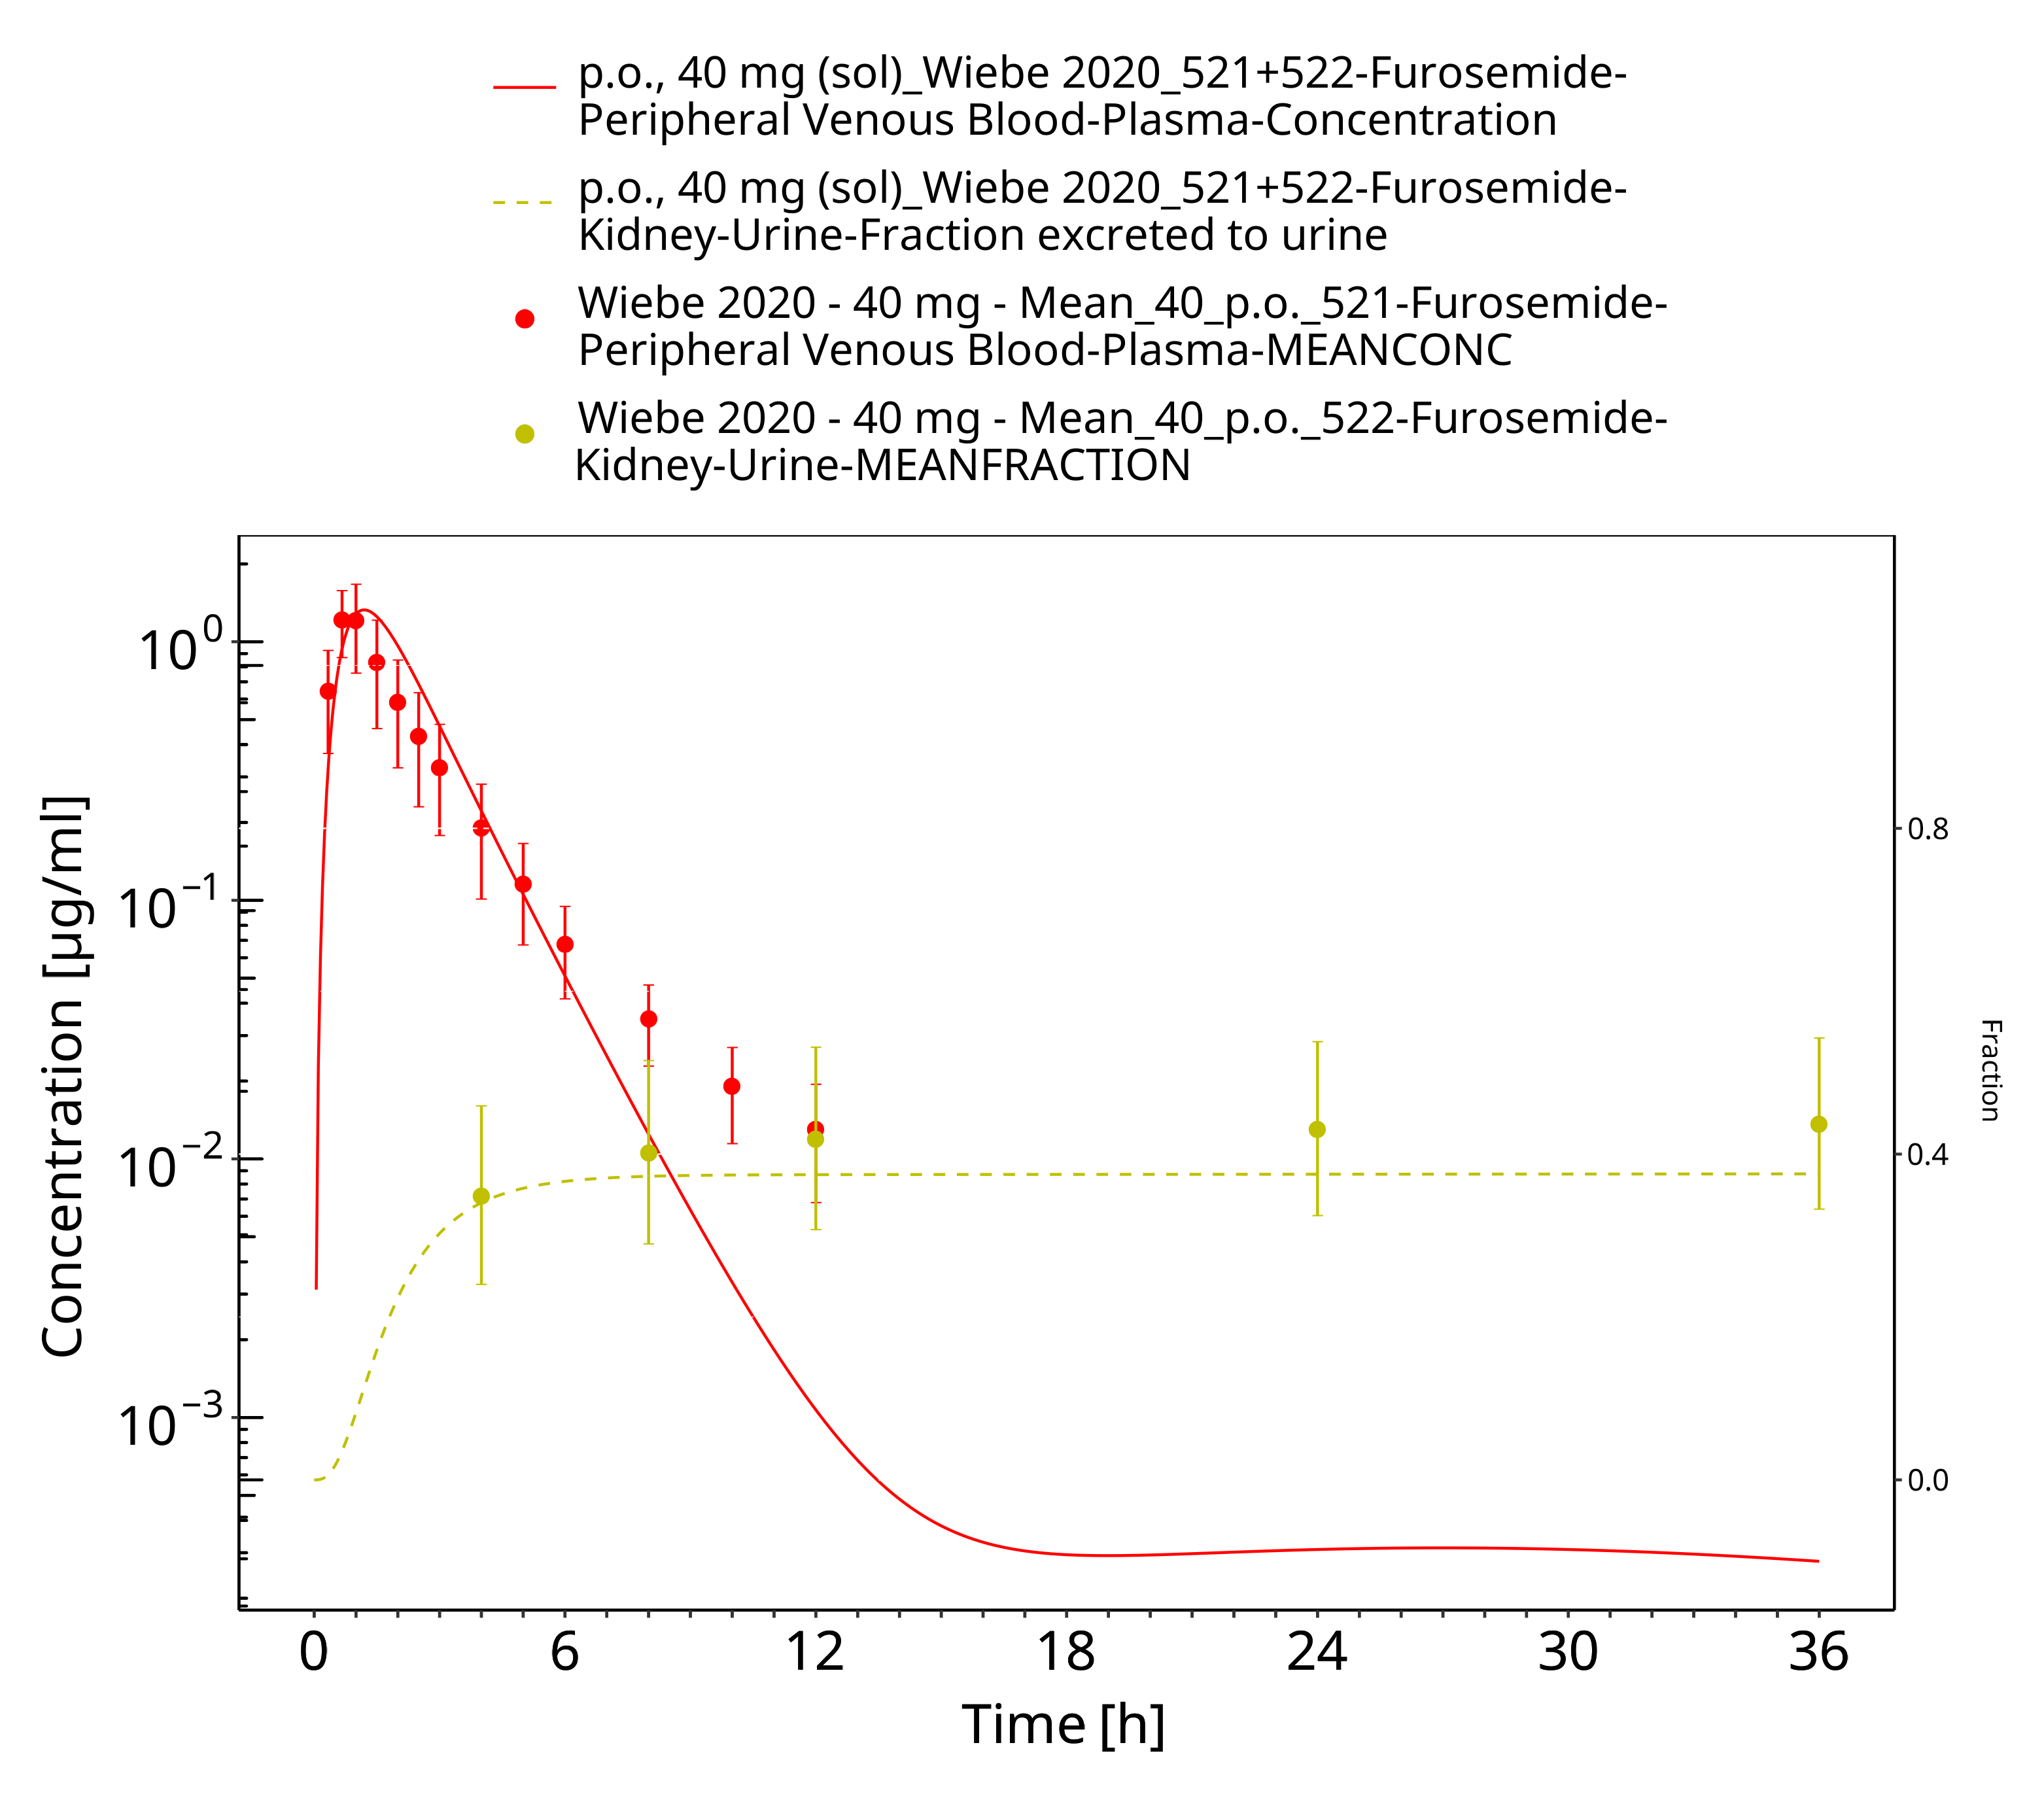 p.o., 40 mg (sol)_Wiebe 2020_521+522-Furosemide-
Peripheral Venous Blood-Plasma-Concentration
p.o., 40 mg (sol)_Wiebe 2020_521+522-Furosemide-
Kidney-Urine-Fraction excreted to urine
Wiebe 2020 - 40 mg - Mean_40_p.o._521-Furosemide-
Peripheral Venous Blood-Plasma-MEANCONC
Wiebe 2020 - 40 mg - Mean_40_p.o._522-Furosemide-
Kidney-Urine-MEANFRACTION
Concentration [µg/ml]
10⁰
10⁻¹
10⁻²
10⁻³
0.8
0.4
0.0
Fraction
0 6 12 18 24 30 36
Time [h]